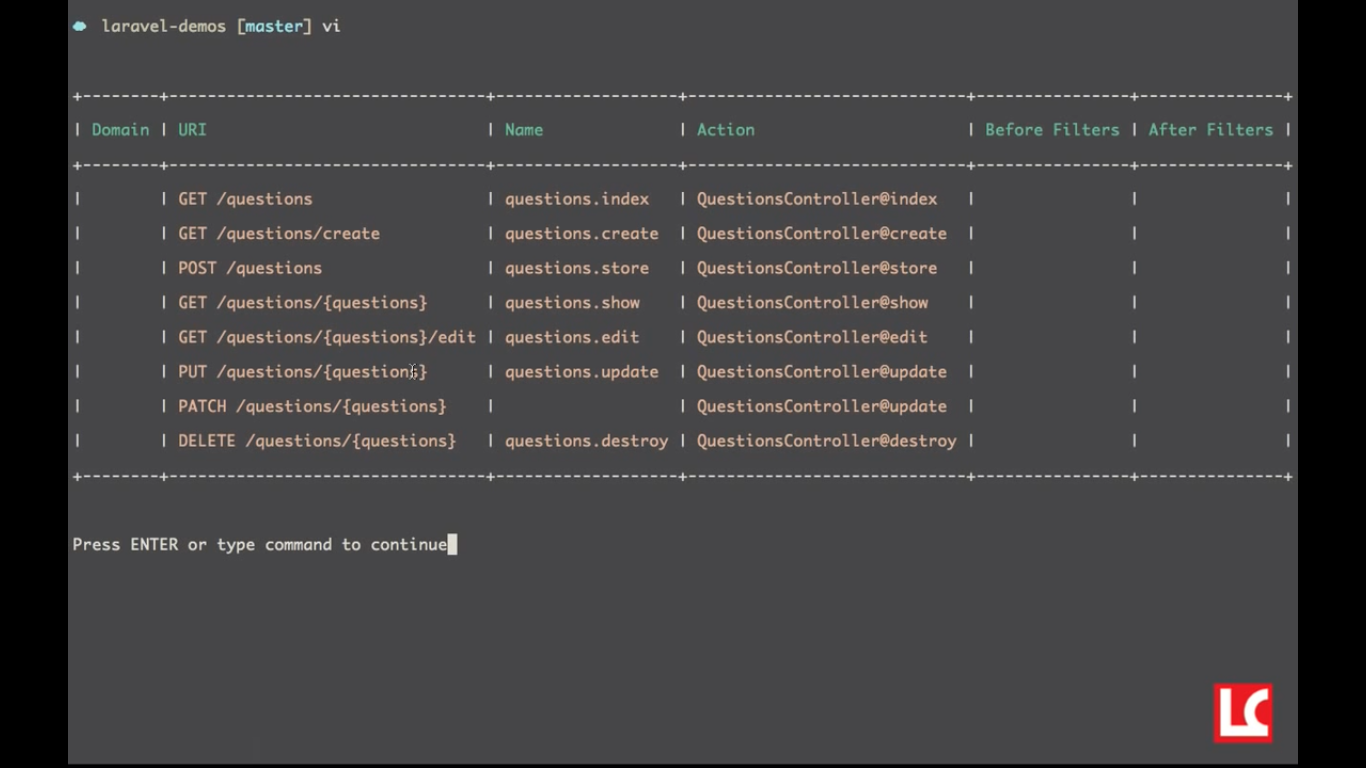 laravel-demos [master] vi
+--------+---------------------------------+-------------------+-----------------------------+----------------+---------------+
| Domain | URI                             | Name              | Action                      | Before Filters | After Filters |
+--------+---------------------------------+-------------------+-----------------------------+----------------+---------------+
|        | GET /questions                  | questions.index   | QuestionsController@index   |                |               |
|        | GET /questions/create           | questions.create  | QuestionsController@create  |                |               |
|        | POST /questions                 | questions.store   | QuestionsController@store   |                |               |
|        | GET /questions/{questions}      | questions.show    | QuestionsController@show    |                |               |
|        | GET /questions/{questions}/edit | questions.edit    | QuestionsController@edit    |                |               |
|        | PUT /questions/{questions}      | questions.update  | QuestionsController@update  |                |               |
|        | PATCH /questions/{questions}    |                   | QuestionsController@update  |                |               |
|        | DELETE /questions/{questions}   | questions.destroy | QuestionsController@destroy |                |               |
+--------+---------------------------------+-------------------+-----------------------------+----------------+---------------+
Press ENTER or type command to continue
LC